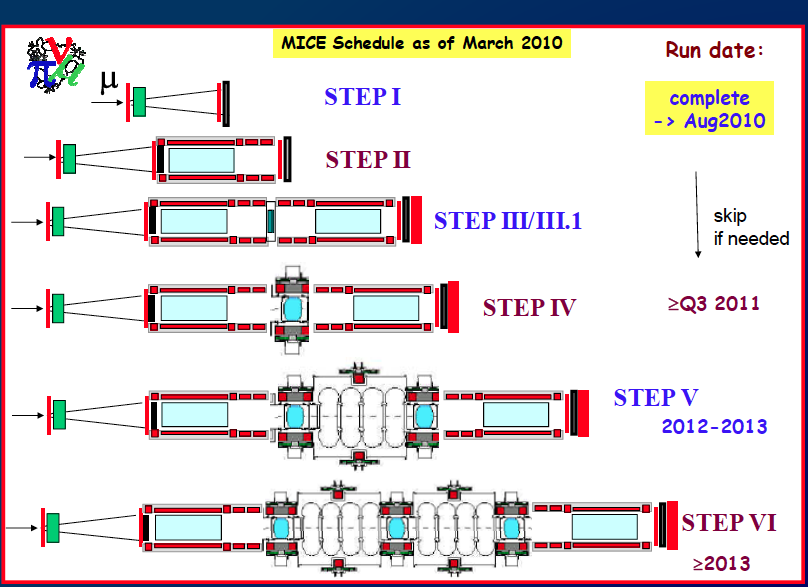 MICE Schedule as of March 2010
Run date:
πνμ
μ
STEP I
complete
-> Aug2010
STEP II
skip
if needed
STEP III/III.1
STEP IV
≥Q3 2011
STEP V
2012-2013
STEP VI
≥2013